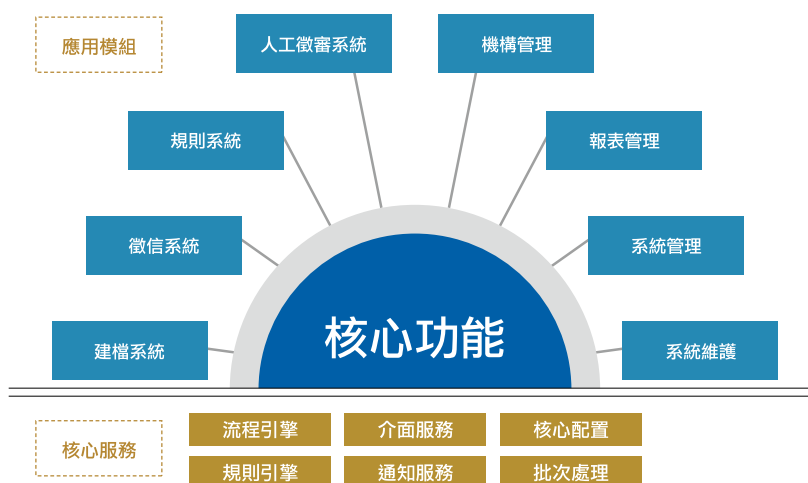 應用模組
人工徵審系統
機構管理
規則系統
報表管理
徵信系統
系統管理
建檔系統
核心功能
系統維護
核心服務
流程引擎
介面服務
核心配置
規則引擎
通知服務
批次處理